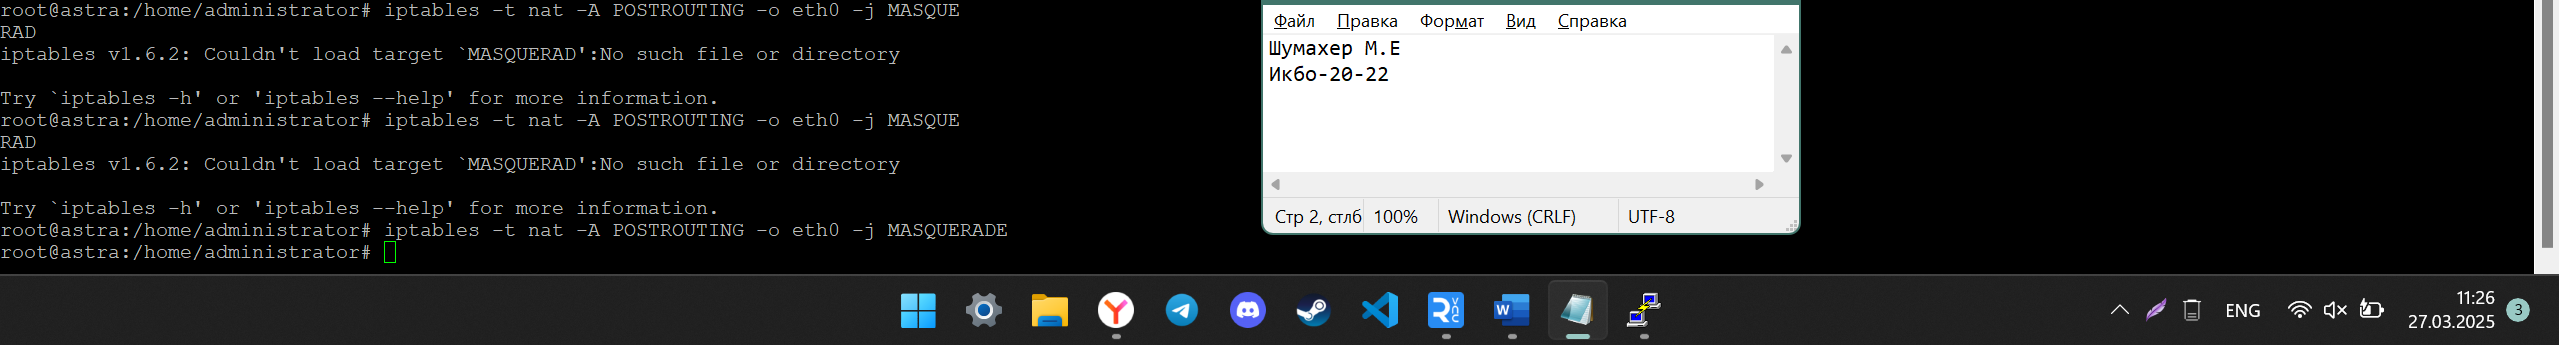 root@astra:/home/administrator# iptables -t nat -A POSTROUTING -o eth0 -j MASQUE
RAD
iptables v1.6.2: Couldn't load target `MASQUERAD':No such file or directory
Try `iptables -h' or 'iptables --help' for more information.
root@astra:/home/administrator# iptables -t nat -A POSTROUTING -o eth0 -j MASQUE
RAD
iptables v1.6.2: Couldn't load target `MASQUERAD':No such file or directory
Try `iptables -h' or 'iptables --help' for more information.
root@astra:/home/administrator# iptables -t nat -A POSTROUTING -o eth0 -j MASQUERADE
root@astra:/home/administrator#
Файл Правка Формат Вид Справка
Шумахер М.Е
Икбо-20-22
Стр 2, стлб 100% Windows (CRLF) UTF-8
ENG
11:26
27.03.2025
3